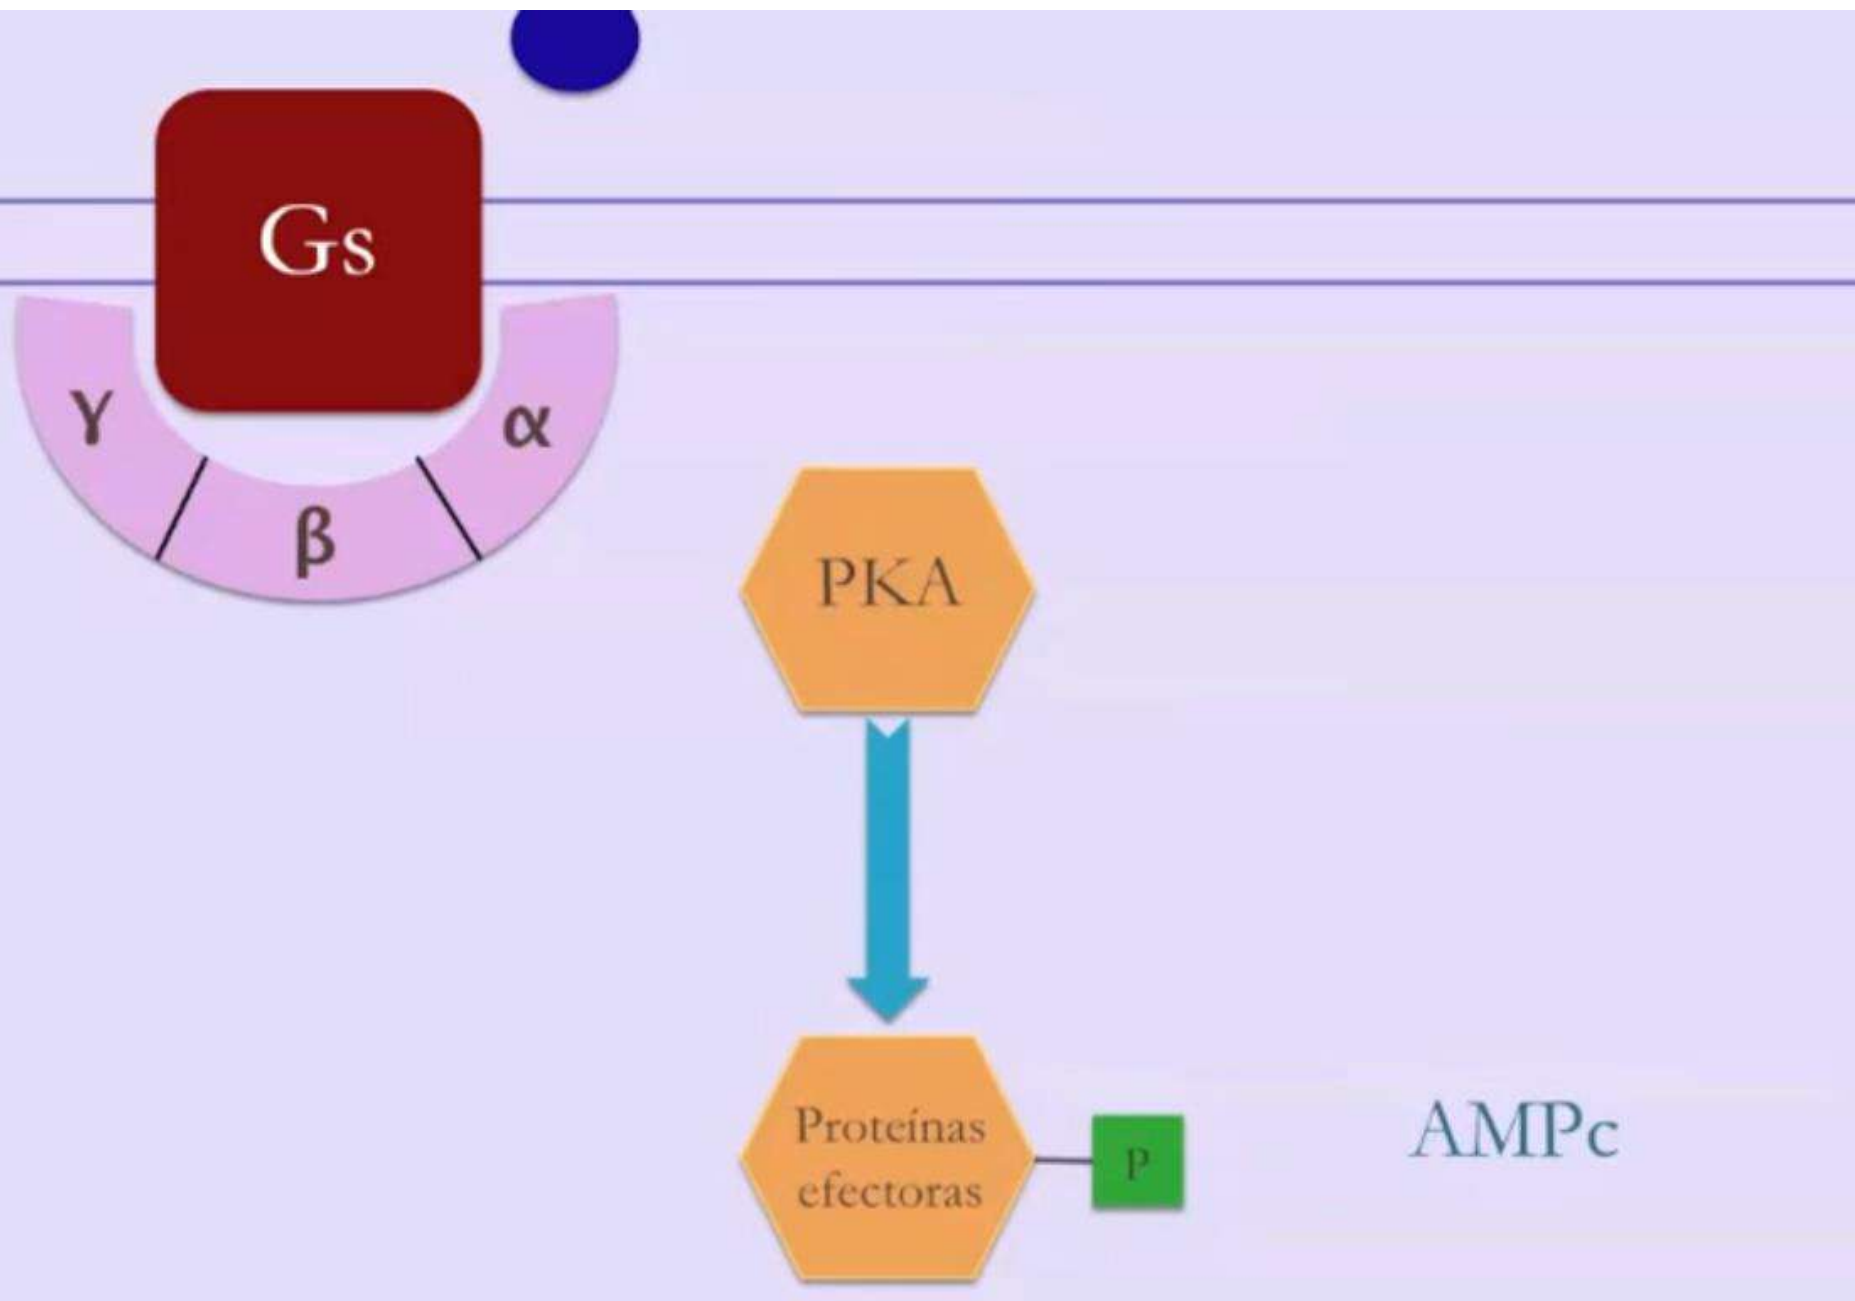 Gs
γ
α
β
PKA
Proteínas
efectoras
P
AMPc